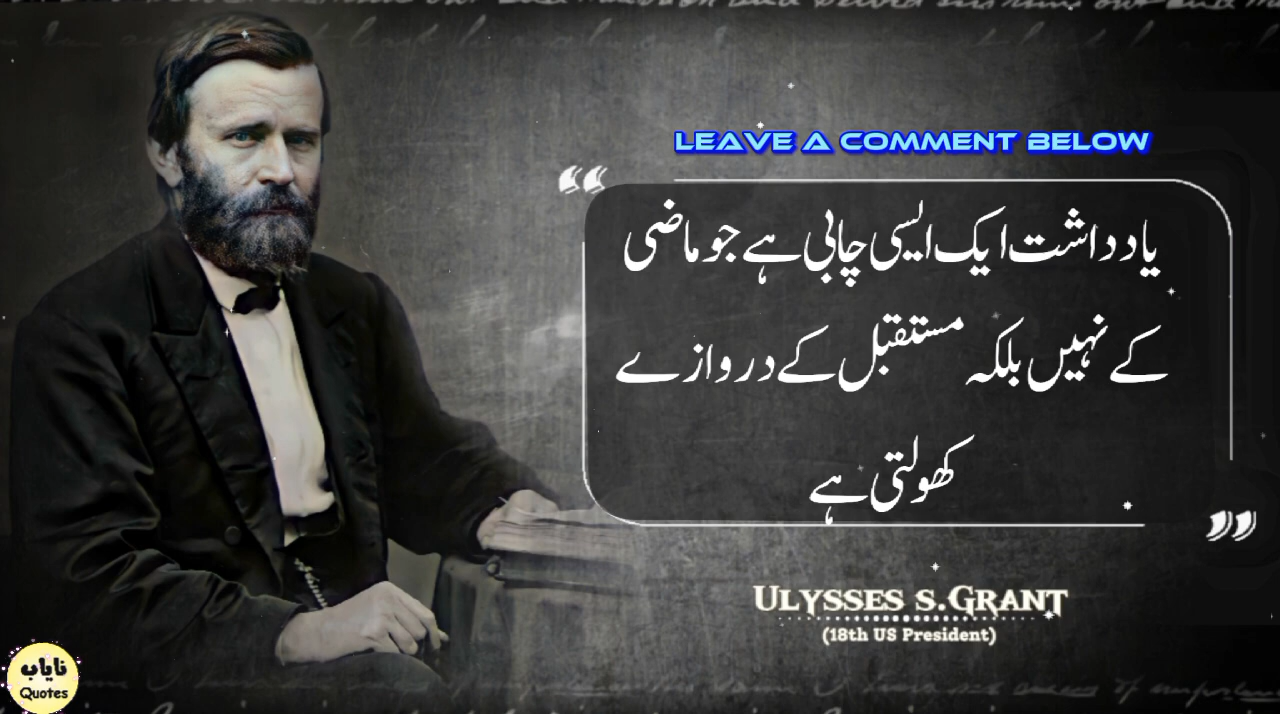 LEAVE A COMMENT BELOW
یادداشت ایک ایسی چابی ہے جو ماضی
کے نہیں بلکہ مستقبل کے دروازے
کھولتی ہے
ULYSSES S.GRANT
(18th US President)
نایاب
Quotes